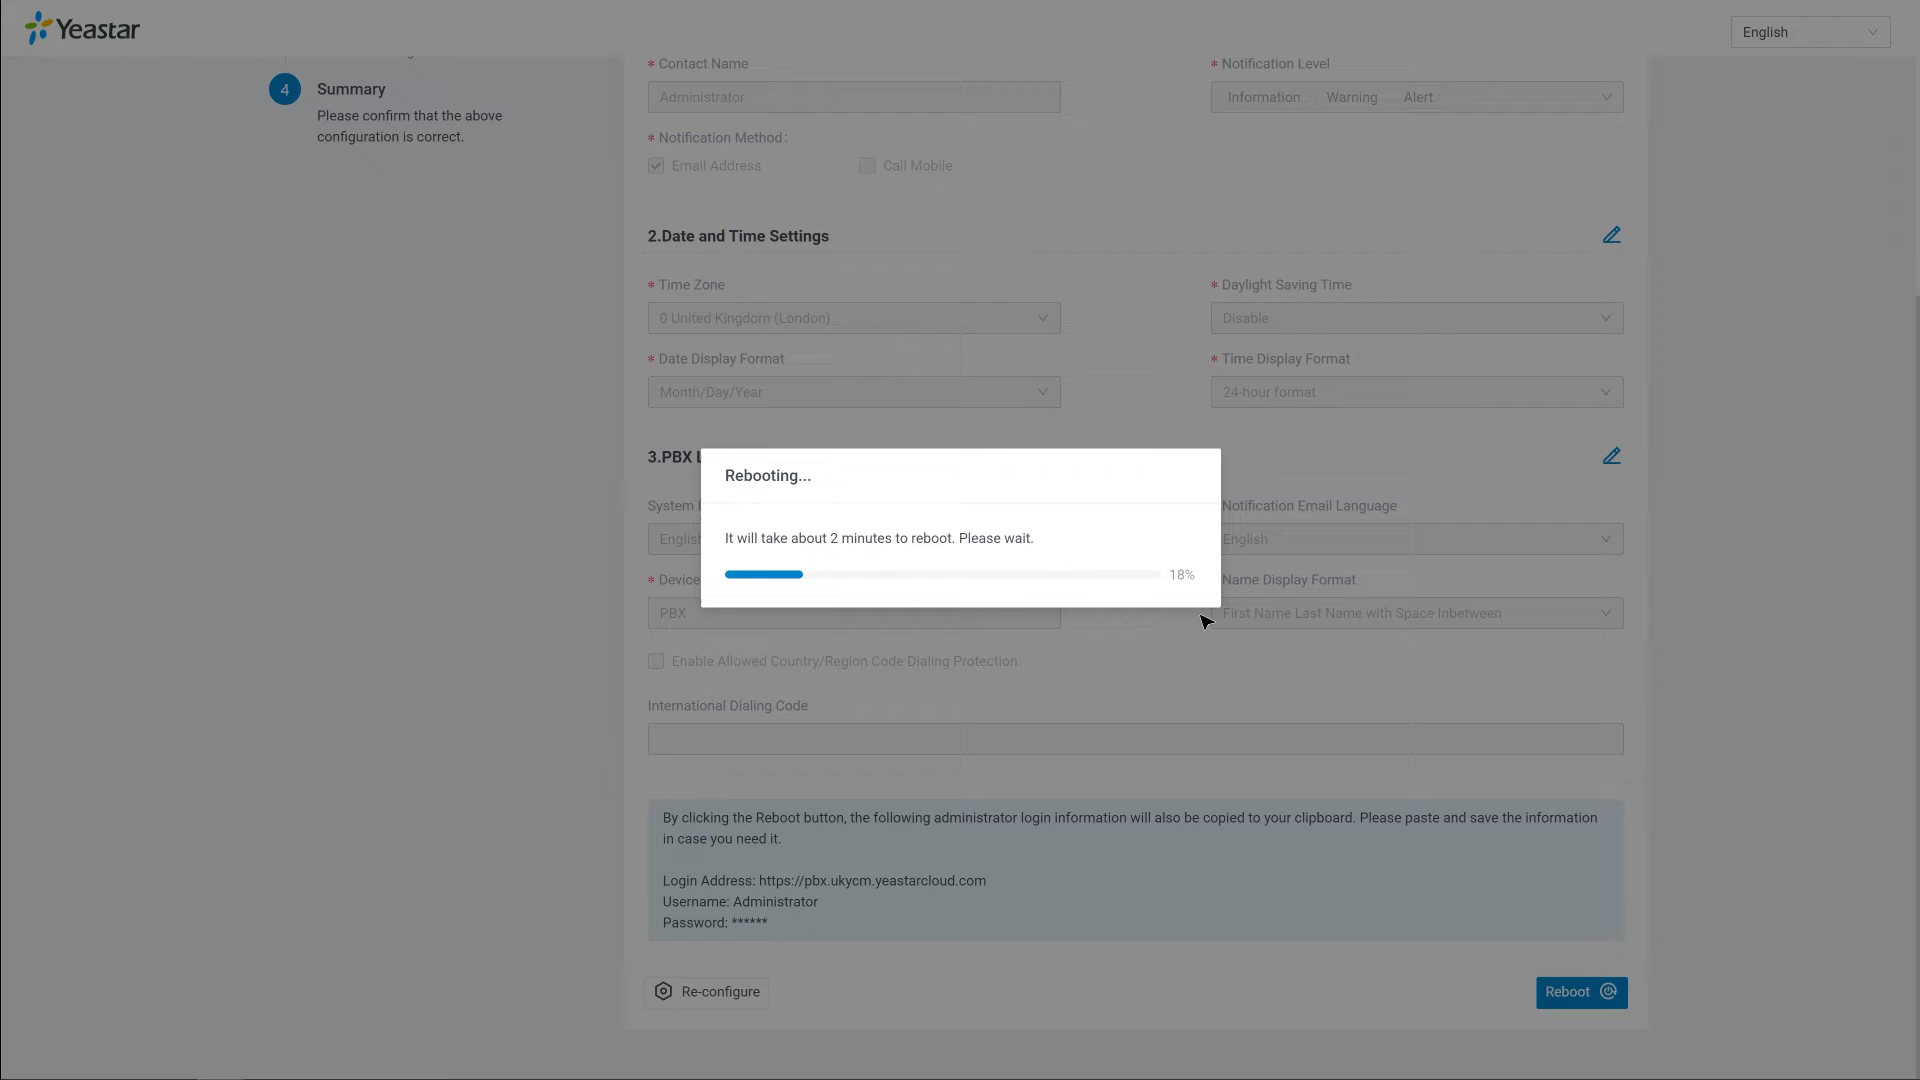 Yeastar
English
4 Summary
Please confirm that the above
configuration is correct.
* Contact Name
Administrator
* Notification Level
Information Warning Alert
* Notification Method:
Email Address
Call Mobile
2.Date and Time Settings
* Time Zone
0 United Kingdom (London)
* Daylight Saving Time
Disable
* Date Display Format
Month/Day/Year
* Time Display Format
24-hour format
3.PBX
System
English
Notification Email Language
English
* Device
PBX
Name Display Format
First Name Last Name with Space Inbetween
Rebooting...
It will take about 2 minutes to reboot. Please wait.
18%
Enable Allowed Country/Region Code Dialing Protection
International Dialing Code
By clicking the Reboot button, the following administrator login information will also be copied to your clipboard. Please paste and save the information
in case you need it.
Login Address: https://pbx.ukycm.yeastarcloud.com
Username: Administrator
Password: ******
Re-configure
Reboot